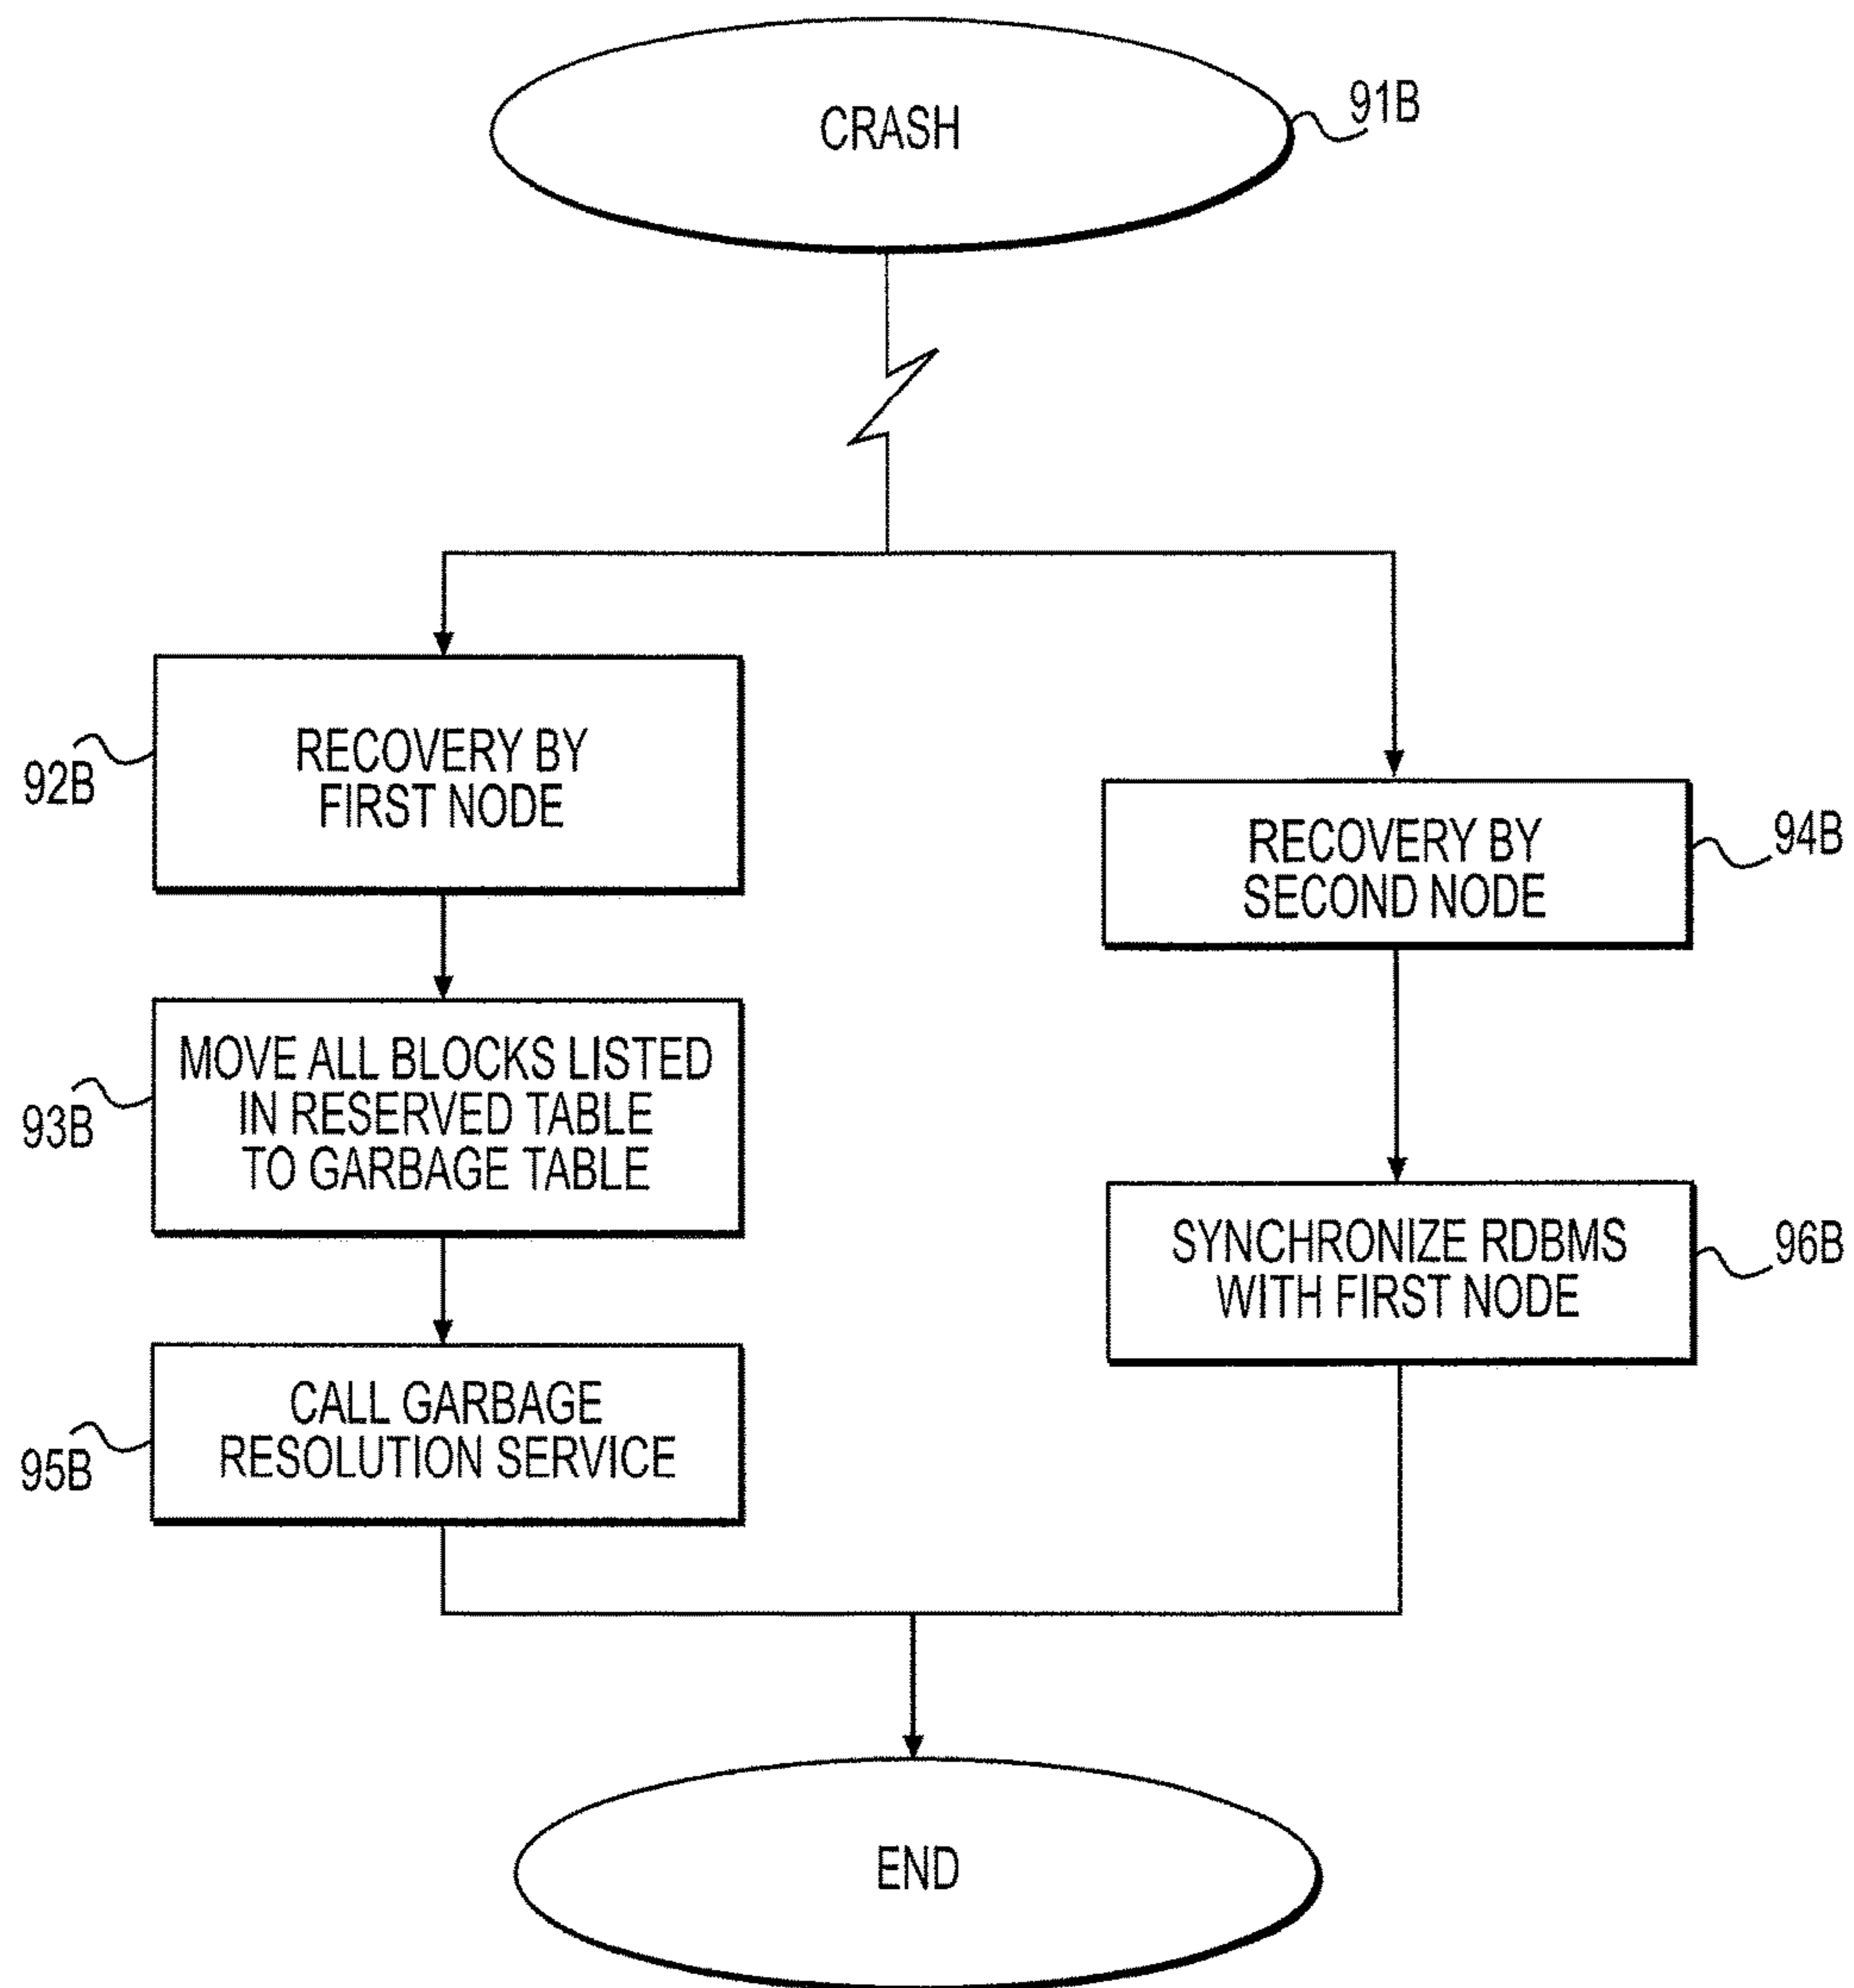 CRASH
91B
RECOVERY BY
FIRST NODE
92B
RECOVERY BY
SECOND NODE
94B
MOVE ALL BLOCKS LISTED
IN RESERVED TABLE
TO GARBAGE TABLE
93B
SYNCHRONIZE RDBMS
WITH FIRST NODE
96B
CALL GARBAGE
RESOLUTION SERVICE
95B
END